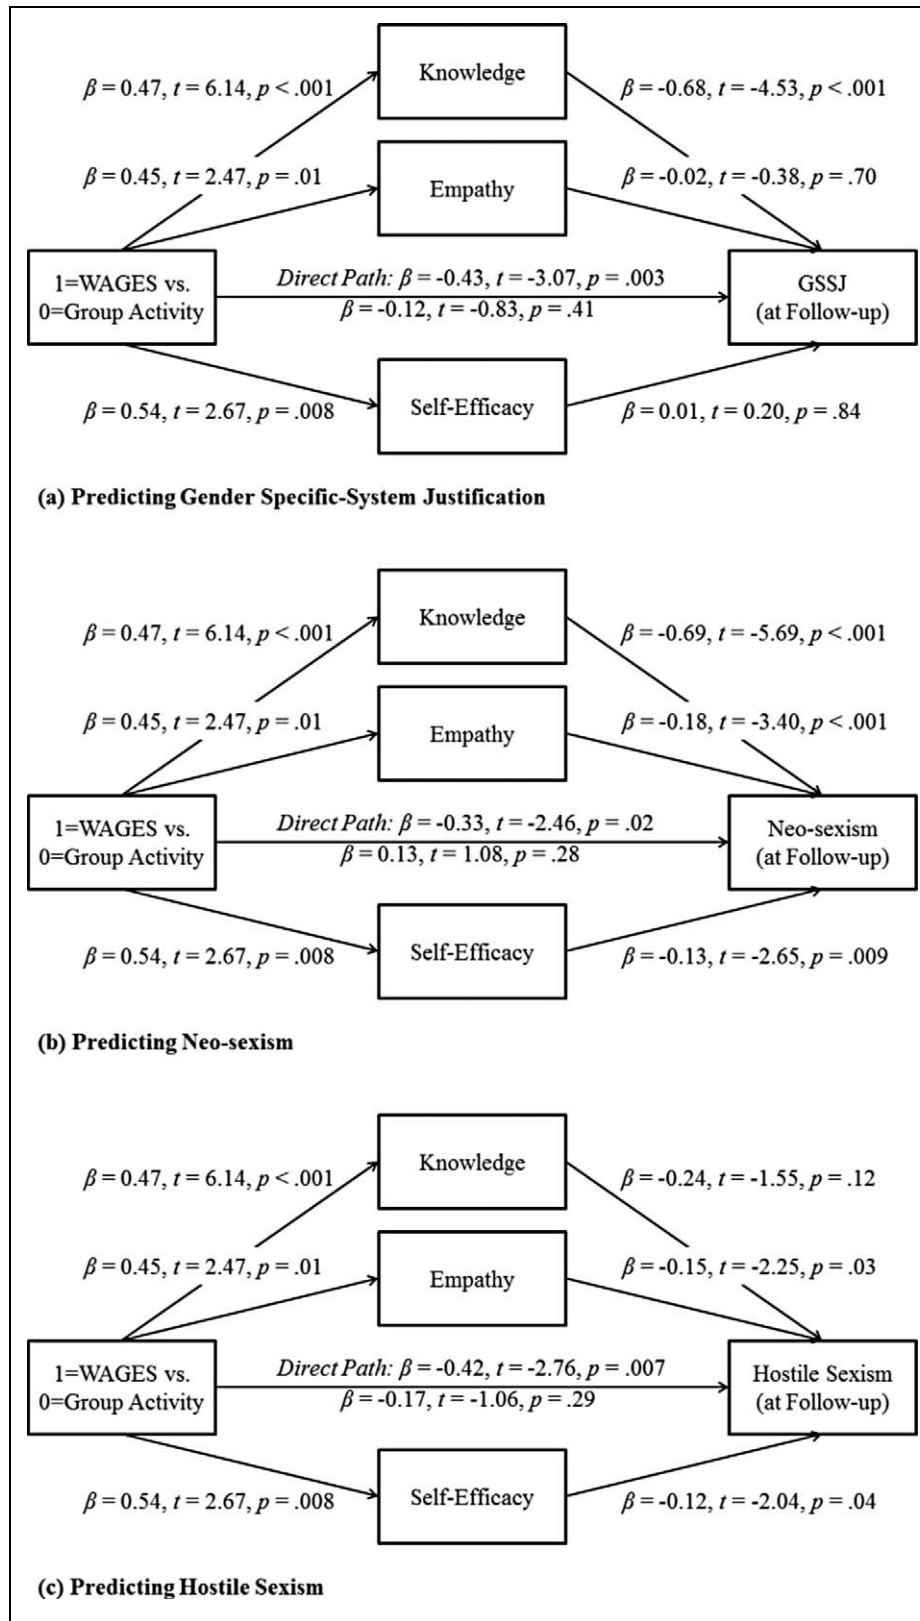 Knowledge
β = 0.47, t = 6.14, p < .001
β = -0.68, t = -4.53, p < .001
β = 0.45, t = 2.47, p = .01
Empathy
β = -0.02, t = -0.38, p = .70
1=WAGES vs.
0=Group Activity
Direct Path: β = -0.43, t = -3.07, p = .003
β = -0.12, t = -0.83, p = .41
GSSJ
(at Follow-up)
β = 0.54, t = 2.67, p = .008
Self-Efficacy
β = 0.01, t = 0.20, p = .84
(a) Predicting Gender Specific-System Justification
Knowledge
β = 0.47, t = 6.14, p < .001
β = -0.69, t = -5.69, p < .001
β = 0.45, t = 2.47, p = .01
Empathy
β = -0.18, t = -3.40, p < .001
1=WAGES vs.
0=Group Activity
Direct Path: β = -0.33, t = -2.46, p = .02
β = 0.13, t = 1.08, p = .28
Neo-sexism
(at Follow-up)
β = 0.54, t = 2.67, p = .008
Self-Efficacy
β = -0.13, t = -2.65, p = .009
(b) Predicting Neo-sexism
Knowledge
β = 0.47, t = 6.14, p < .001
β = -0.24, t = -1.55, p = .12
β = 0.45, t = 2.47, p = .01
Empathy
β = -0.15, t = -2.25, p = .03
1=WAGES vs.
0=Group Activity
Direct Path: β = -0.42, t = -2.76, p = .007
β = -0.17, t = -1.06, p = .29
Hostile Sexism
(at Follow-up)
β = 0.54, t = 2.67, p = .008
Self-Efficacy
β = -0.12, t = -2.04, p = .04
(c) Predicting Hostile Sexism